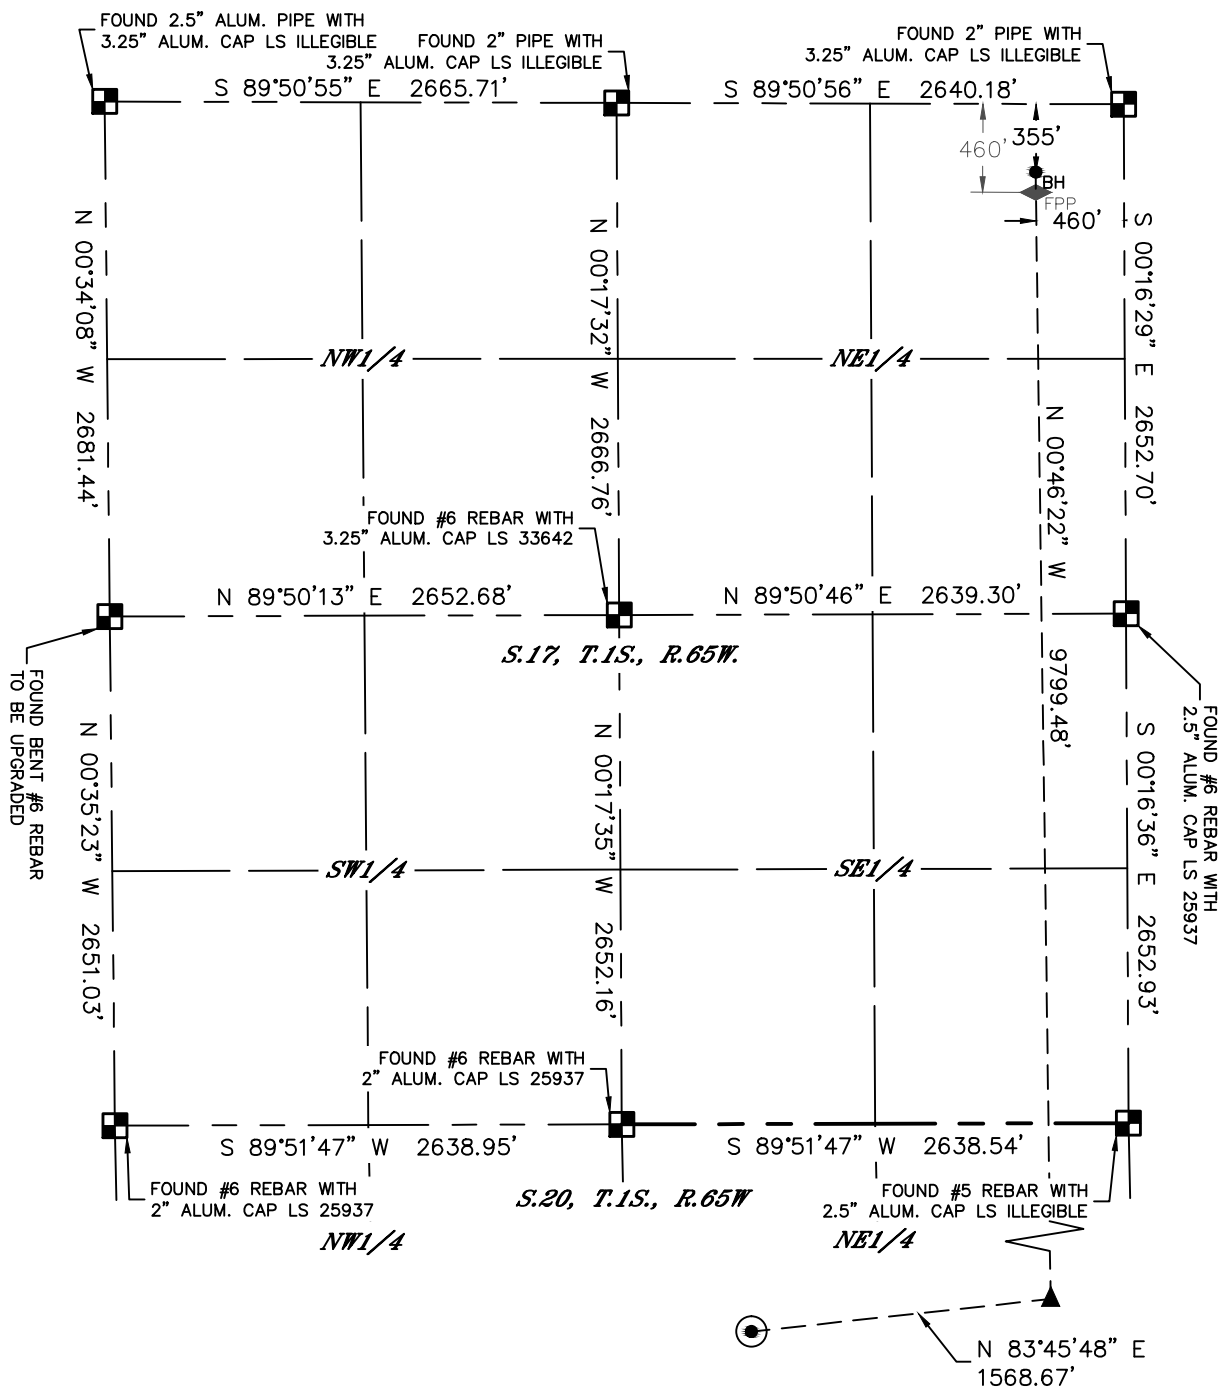 FOUND 2.5" ALUM. PIPE WITH
3.25" ALUM. CAP LS ILLEGIBLE
FOUND 2" PIPE WITH
3.25" ALUM. CAP LS ILLEGIBLE
FOUND 2" PIPE WITH
3.25" ALUM. CAP LS ILLEGIBLE
S 89°50'55" E 2665.71'
S 89°50'56" E 2640.18'
460'
355'
BH
FPP
460'
N 00°34'08" W 2681.44'
N 00°17'32" W 2666.76'
S 00°16'29" E 2652.70'
NW1/4
NE1/4
N 00°46'22" W 9799.48'
FOUND #6 REBAR WITH
3.25" ALUM. CAP LS 33642
N 89°50'13" E 2652.68'
N 89°50'46" E 2639.30'
S.17, T.1S., R.65W.
FOUND BENT #6 REBAR
TO BE UPGRADED
FOUND #6 REBAR WITH
2.5" ALUM. CAP LS 25937
N 00°35'23" W 2651.03'
N 00°17'35" W 2652.16'
S 00°16'36" E 2652.93'
SW1/4
SE1/4
FOUND #6 REBAR WITH
2" ALUM. CAP LS 25937
S 89°51'47" W 2638.95'
S 89°51'47" W 2638.54'
FOUND #6 REBAR WITH
2" ALUM. CAP LS 25937
S.20, T.1S., R.65W
FOUND #5 REBAR WITH
2.5" ALUM. CAP LS ILLEGIBLE
NW1/4
NE1/4
N 83°45'48" E
1568.67'